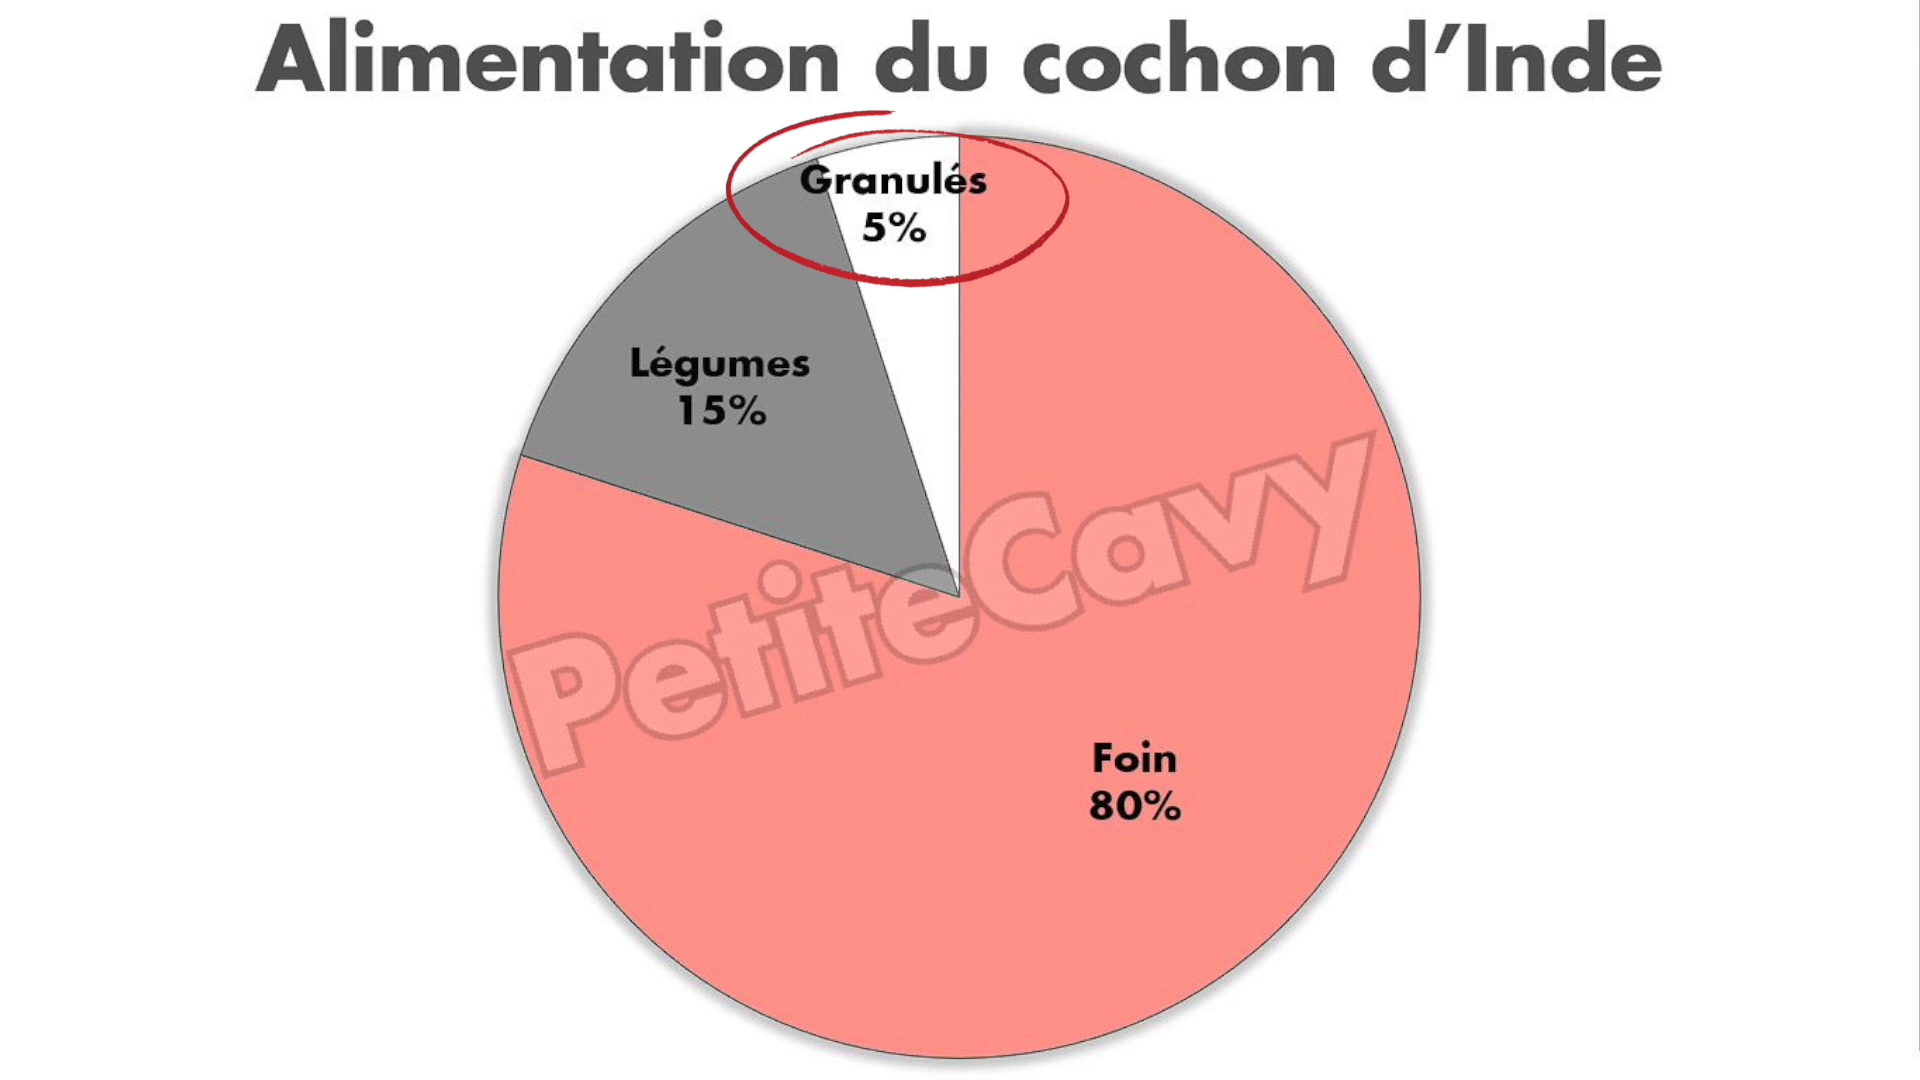 Alimentation du cochon d’Inde
Granulés
5%
Légumes
15%
PetiteCavy
Foin
80%